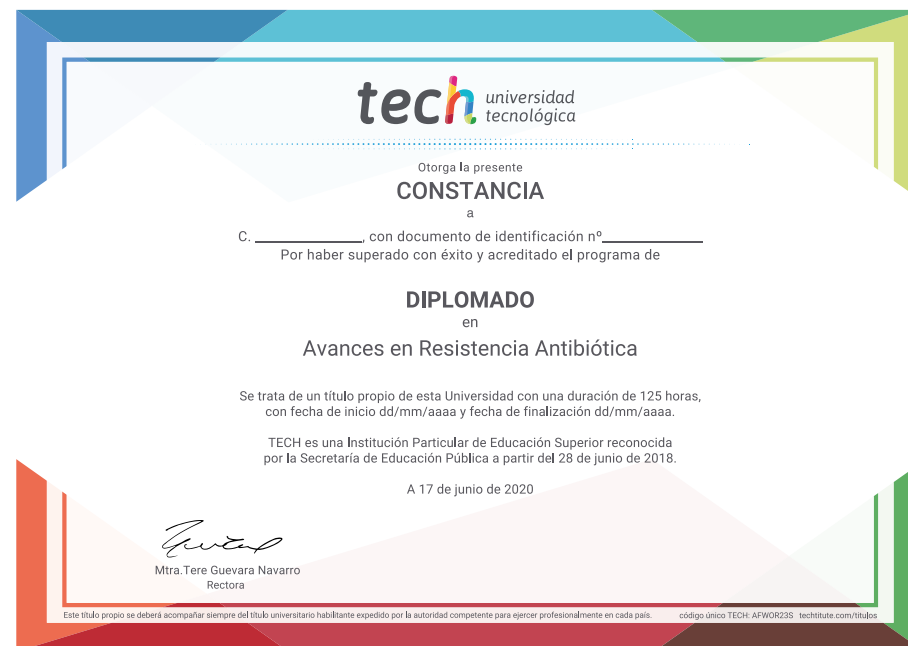 tech universidad
tecnológica
Otorga la presente
CONSTANCIA
a
C. ____________, con documento de identificación nº____________
Por haber superado con éxito y acreditado el programa de
DIPLOMADO
en
Avances en Resistencia Antibiótica
Se trata de un título propio de esta Universidad con una duración de 125 horas,
con fecha de inicio dd/mm/aaaa y fecha de finalización dd/mm/aaaa.
TECH es una Institución Particular de Educación Superior reconocida
por la Secretaría de Educación Pública a partir del 28 de junio de 2018.
A 17 de junio de 2020
Mtra.Tere Guevara Navarro
Rectora
Este título propio se deberá acompañar siempre del título universitario habilitante expedido por la autoridad competente para ejercer profesionalmente en cada país. código único TECH: AFWOR23S techtitute.com/titulos